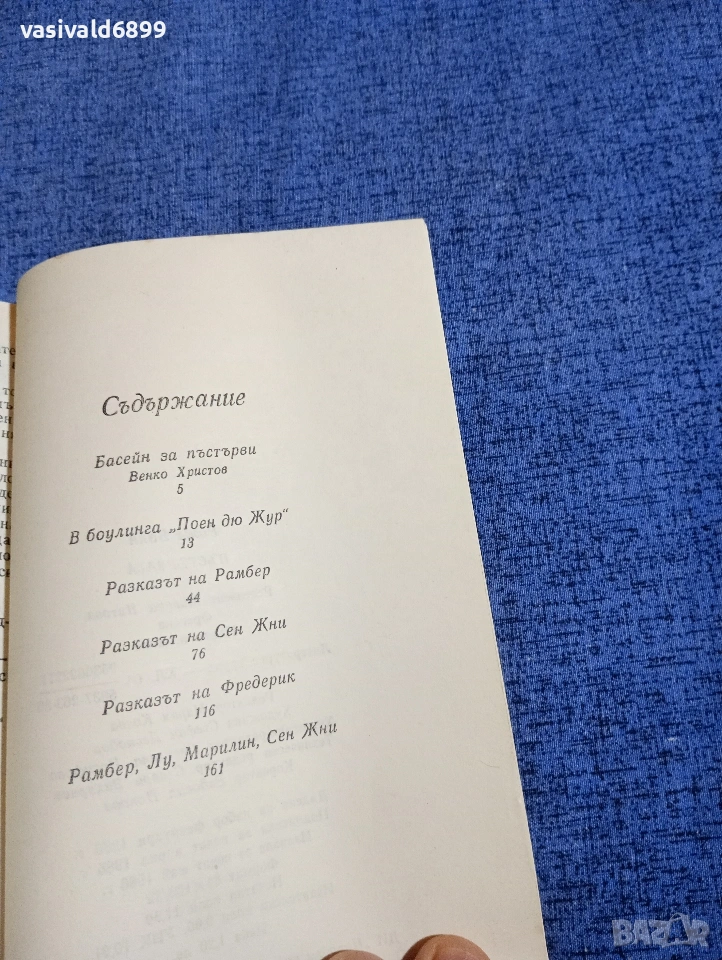 vasivald6899
Съдържание
Басейн за пъстърви
Венко Христов
5
В боулинга „Поен дю Жур“
13
Разказът на Рамбер
44
Разказът на Сен Жни
76
Разказът на Фредерик
116
Рамбер, Лу, Марилин, Сен Жни
161
BAZAR